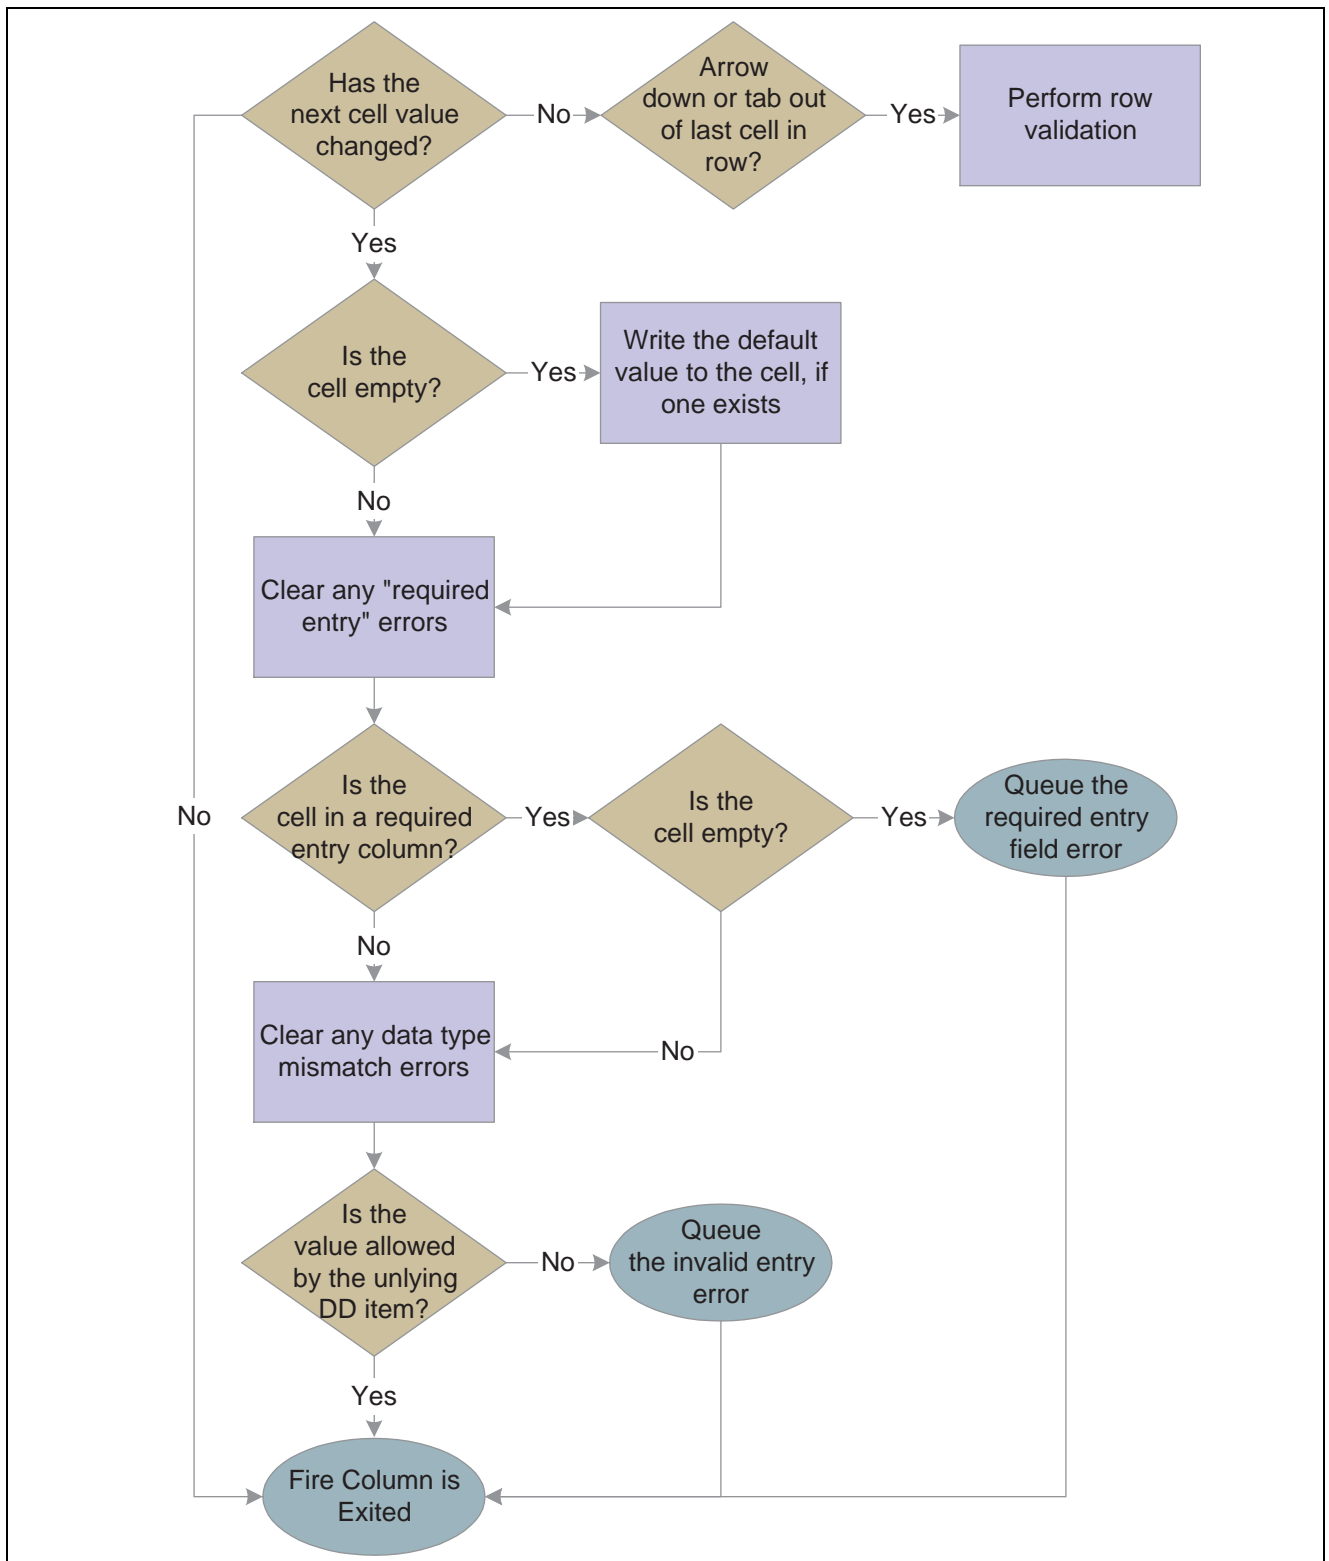 Has the
next cell value
changed?
No
Arrow
down or tab out
of last cell in
row?
Yes
Perform row
validation
Yes
Is the
cell empty?
Yes
Write the default
value to the cell, if
one exists
No
Clear any "required
entry" errors
Is the
cell in a required
entry column?
Yes
Is the
cell empty?
Yes
Queue the
required entry
field error
No
No
Clear any data type
mismatch errors
No
Is the
value allowed
by the unlying
DD item?
No
Queue
the invalid entry
error
Yes
Fire Column is
Exited